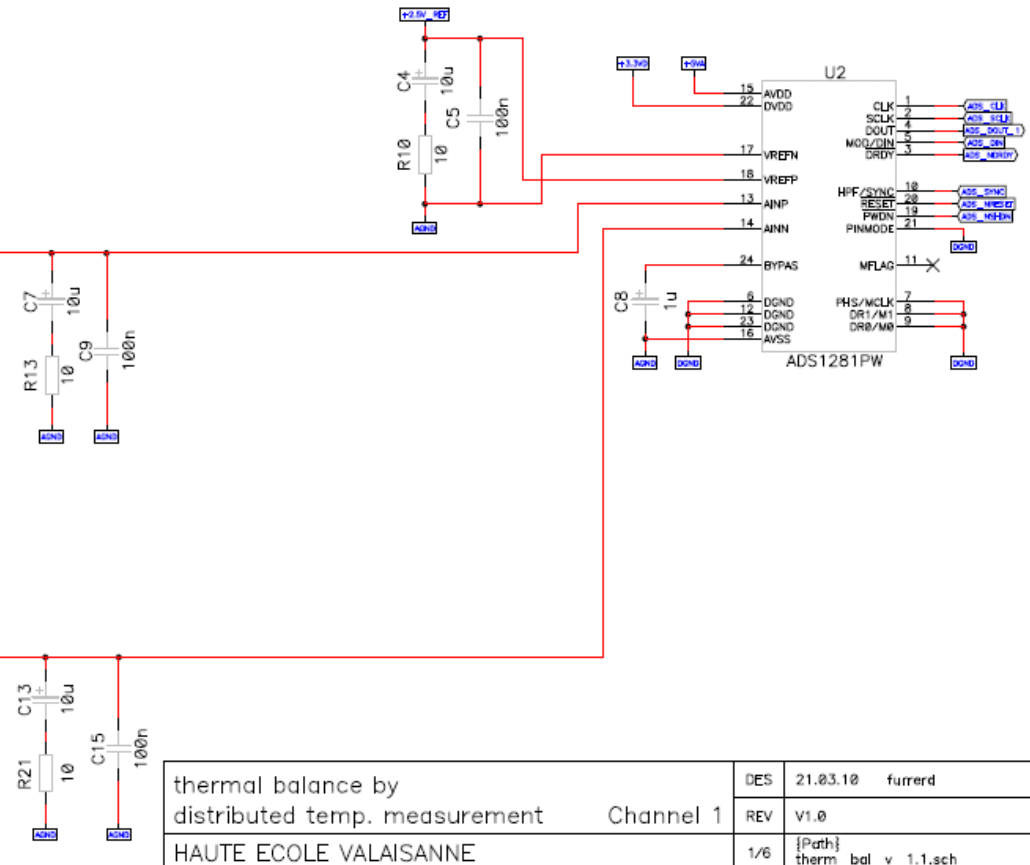 +2.5V_REF
C4
10u
C5
100n
R10
10
AGND
+3.3VD
+5VA
U2
15 AVDD
22 DVDD
17 VREFN
18 VREFP
13 AINP
14 AINN
24 BYPAS
6 DGND
12 DGND
23 DGND
16 AVSS
CLK 1 ADS_CLK
SCLK 2 ADS_SCLK
DOUT 4 ADS_DOUT_1
MOD/DIN 5 ADS_DIN
DRDY 3 ADS_NDRDY
HPF/SYNC 10 ADS_SYNC
RESET 20 ADS_NRESET
PWDN 19 ADS_NSHDN
PINMODE 21
DGND
MFLAG 11
PHS/MCLK 7
DR1/M1 8
DR0/M0 9
DGND
ADS1281PW
C8
1u
AGND
DGND
C7
10u
R13
10
C9
100n
AGND
AGND
C13
10u
R21
10
C15
100n
AGND
AGND
thermal balance by
distributed temp. measurement Channel 1
HAUTE ECOLE VALAISANNE
DES 21.03.10 furrerd
REV V1.0
1/6 {Path}
therm_bal_v_1.1.sch